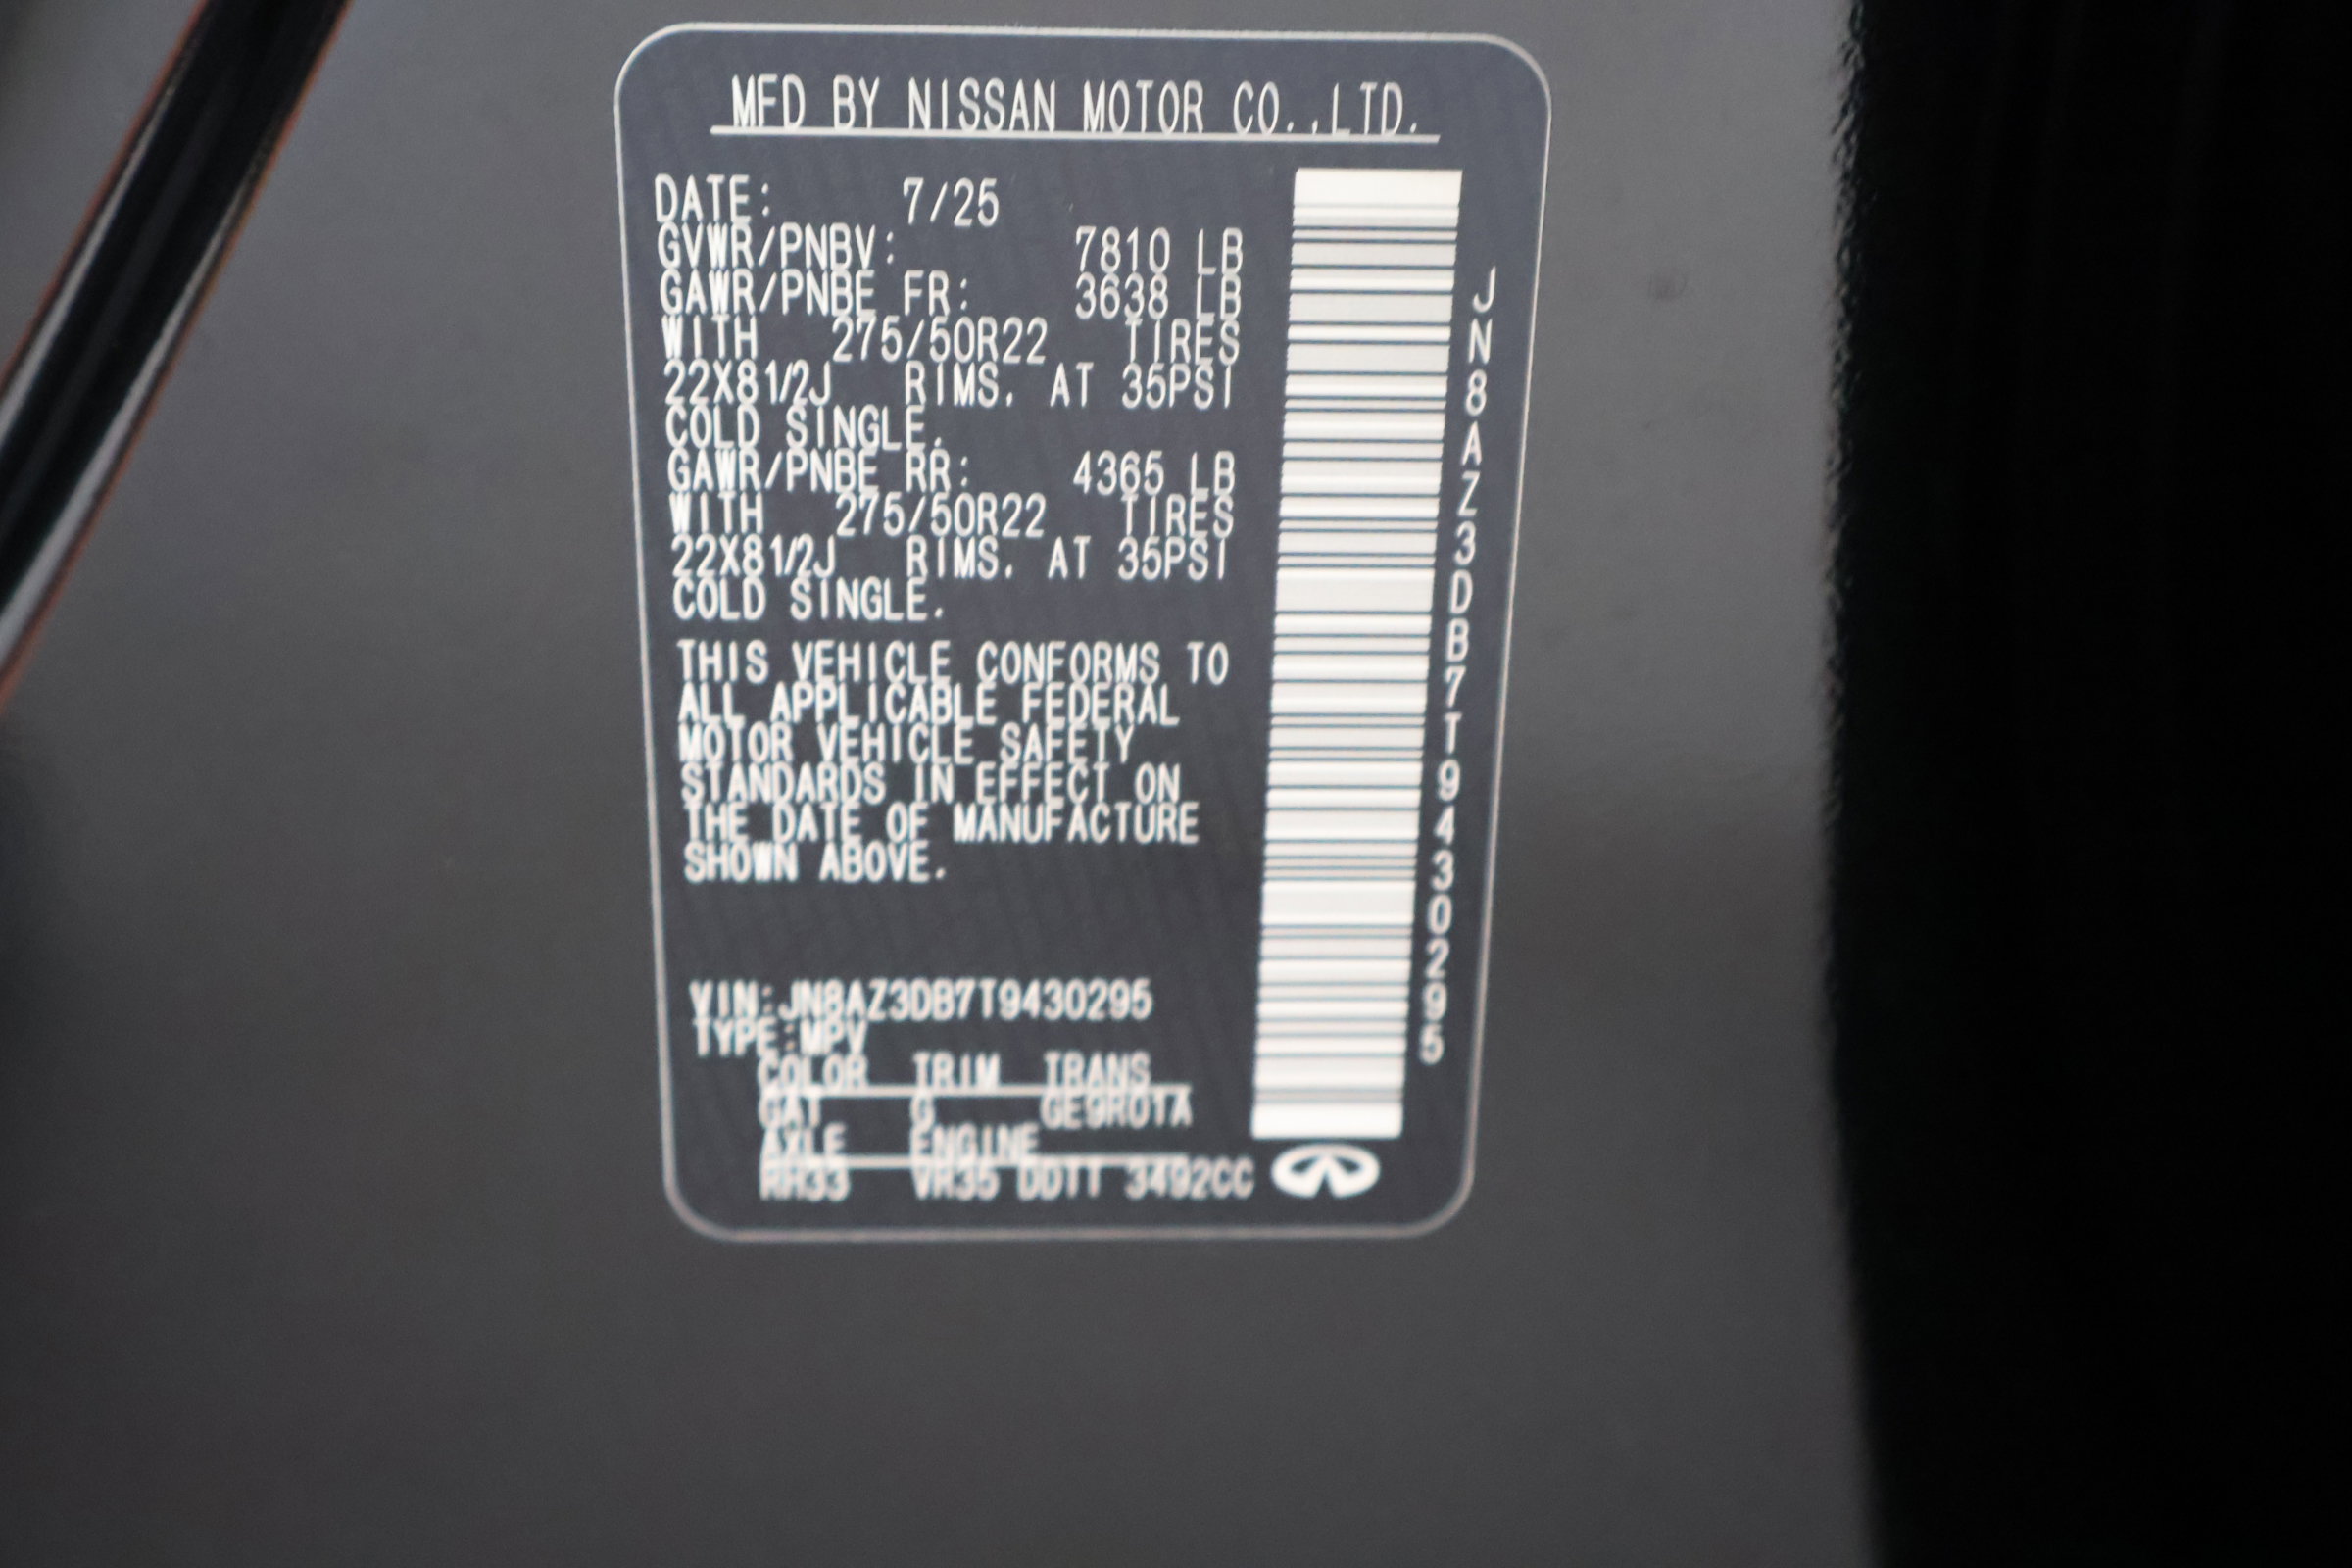 MFD BY NISSAN MOTOR CO.,LTD.
DATE: 7/25
GVWR/PNBV: 7810 LB
GAWR/PNBE FR: 3638 LB
WITH 275/50R22 TIRES
22X81/2J RIMS. AT 35PSI
COLD SINGLE.
GAWR/PNBE RR: 4365 LB
WITH 275/50R22 TIRES
22X81/2J RIMS. AT 35PSI
COLD SINGLE.
THIS VEHICLE CONFORMS TO
ALL APPLICABLE FEDERAL
MOTOR VEHICLE SAFETY
STANDARDS IN EFFECT ON
THE DATE OF MANUFACTURE
SHOWN ABOVE.
VIN:JN8AZ3DB7T9430295
TYPE:MPV
COLOR TRIM TRANS
GAT G GE9R01A
AXLE ENGINE
RH33 VR35 DDTT 3492CC
JN8AZ3DB7T9430295